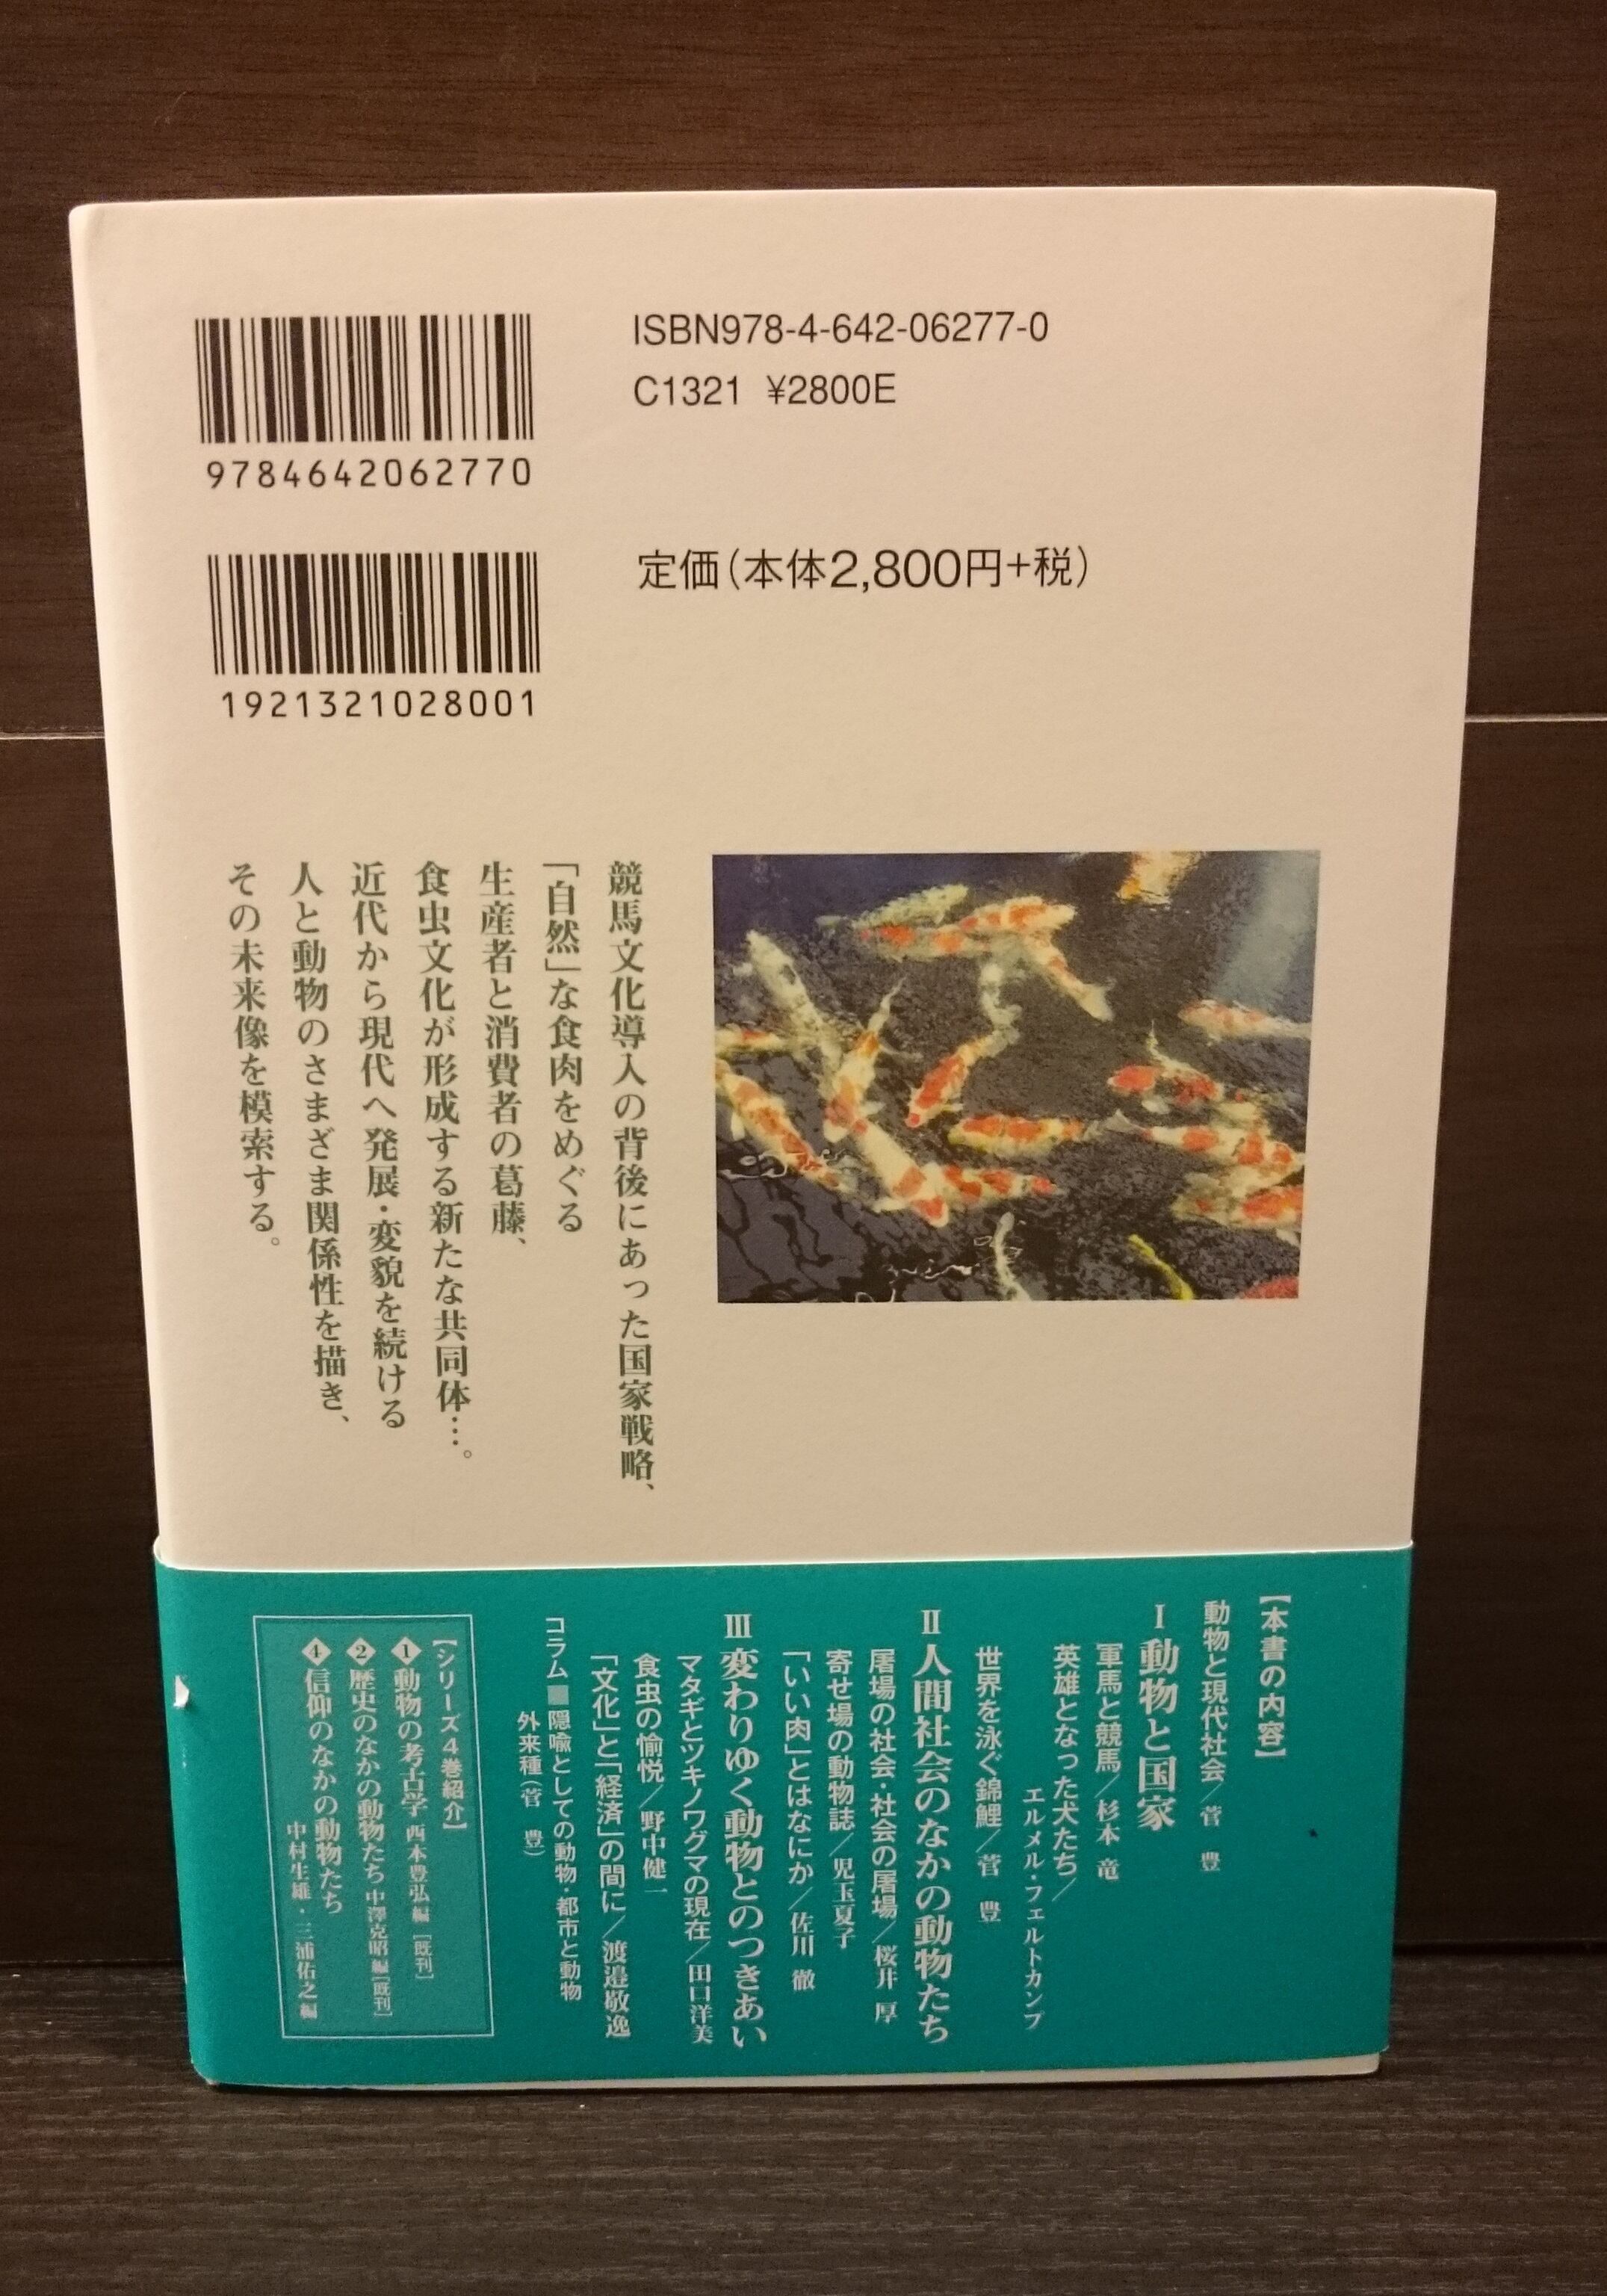 ISBN978-4-642-06277-0
C1321 ¥2800E
9784642062770
定価(本体2,800円+税)
1921321028001
競馬文化導入の背後にあった国家戦略、
「自然」な食肉をめぐる
生産者と消費者の葛藤、
食虫文化が形成する新たな共同体…。
近代から現代へ発展・変貌を続ける
人と動物のさまざま関係性を描き、
その未来像を模索する。
【本書の内容】
動物と現代社会/菅 豊
Ⅰ 動物と国家
軍馬と競馬/杉本 竜
英雄となった犬たち/
エルメル・フェルトカンプ
世界を泳ぐ錦鯉/菅 豊
Ⅱ 人間社会のなかの動物たち
屠場の社会・社会の屠場/桜井 厚
寄せ場の動物誌/児玉夏子
「いい肉」とはなにか/佐川 徹
Ⅲ 変わりゆく動物とのつきあい
マタギとツキノワグマの現在/田口洋美
食虫の愉悦/野中健一
「文化」と「経済」の間に/渡邉敬逸
コラム■隠喩としての動物・都市と動物
外来種(菅 豊)
【シリーズ4巻紹介】
1 動物の考古学 西本豊弘編[既刊]
2 歴史のなかの動物たち 中澤克昭編[既刊]
4 信仰のなかの動物たち
中村生雄・三浦佑之編